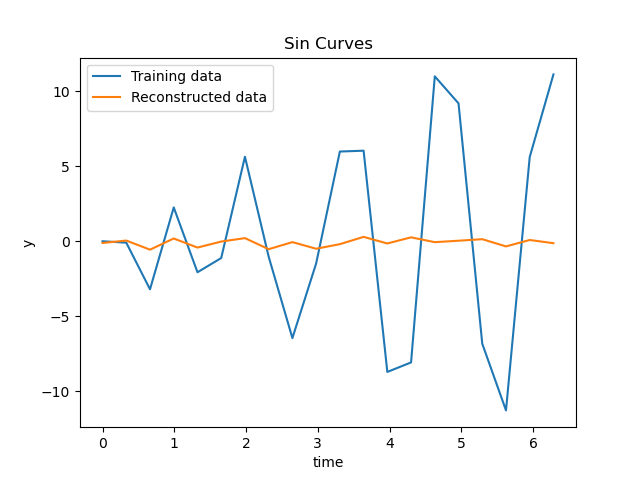 Sin Curves
Training data
Reconstructed data
10
5
0
−5
−10
y
0 1 2 3 4 5 6
time